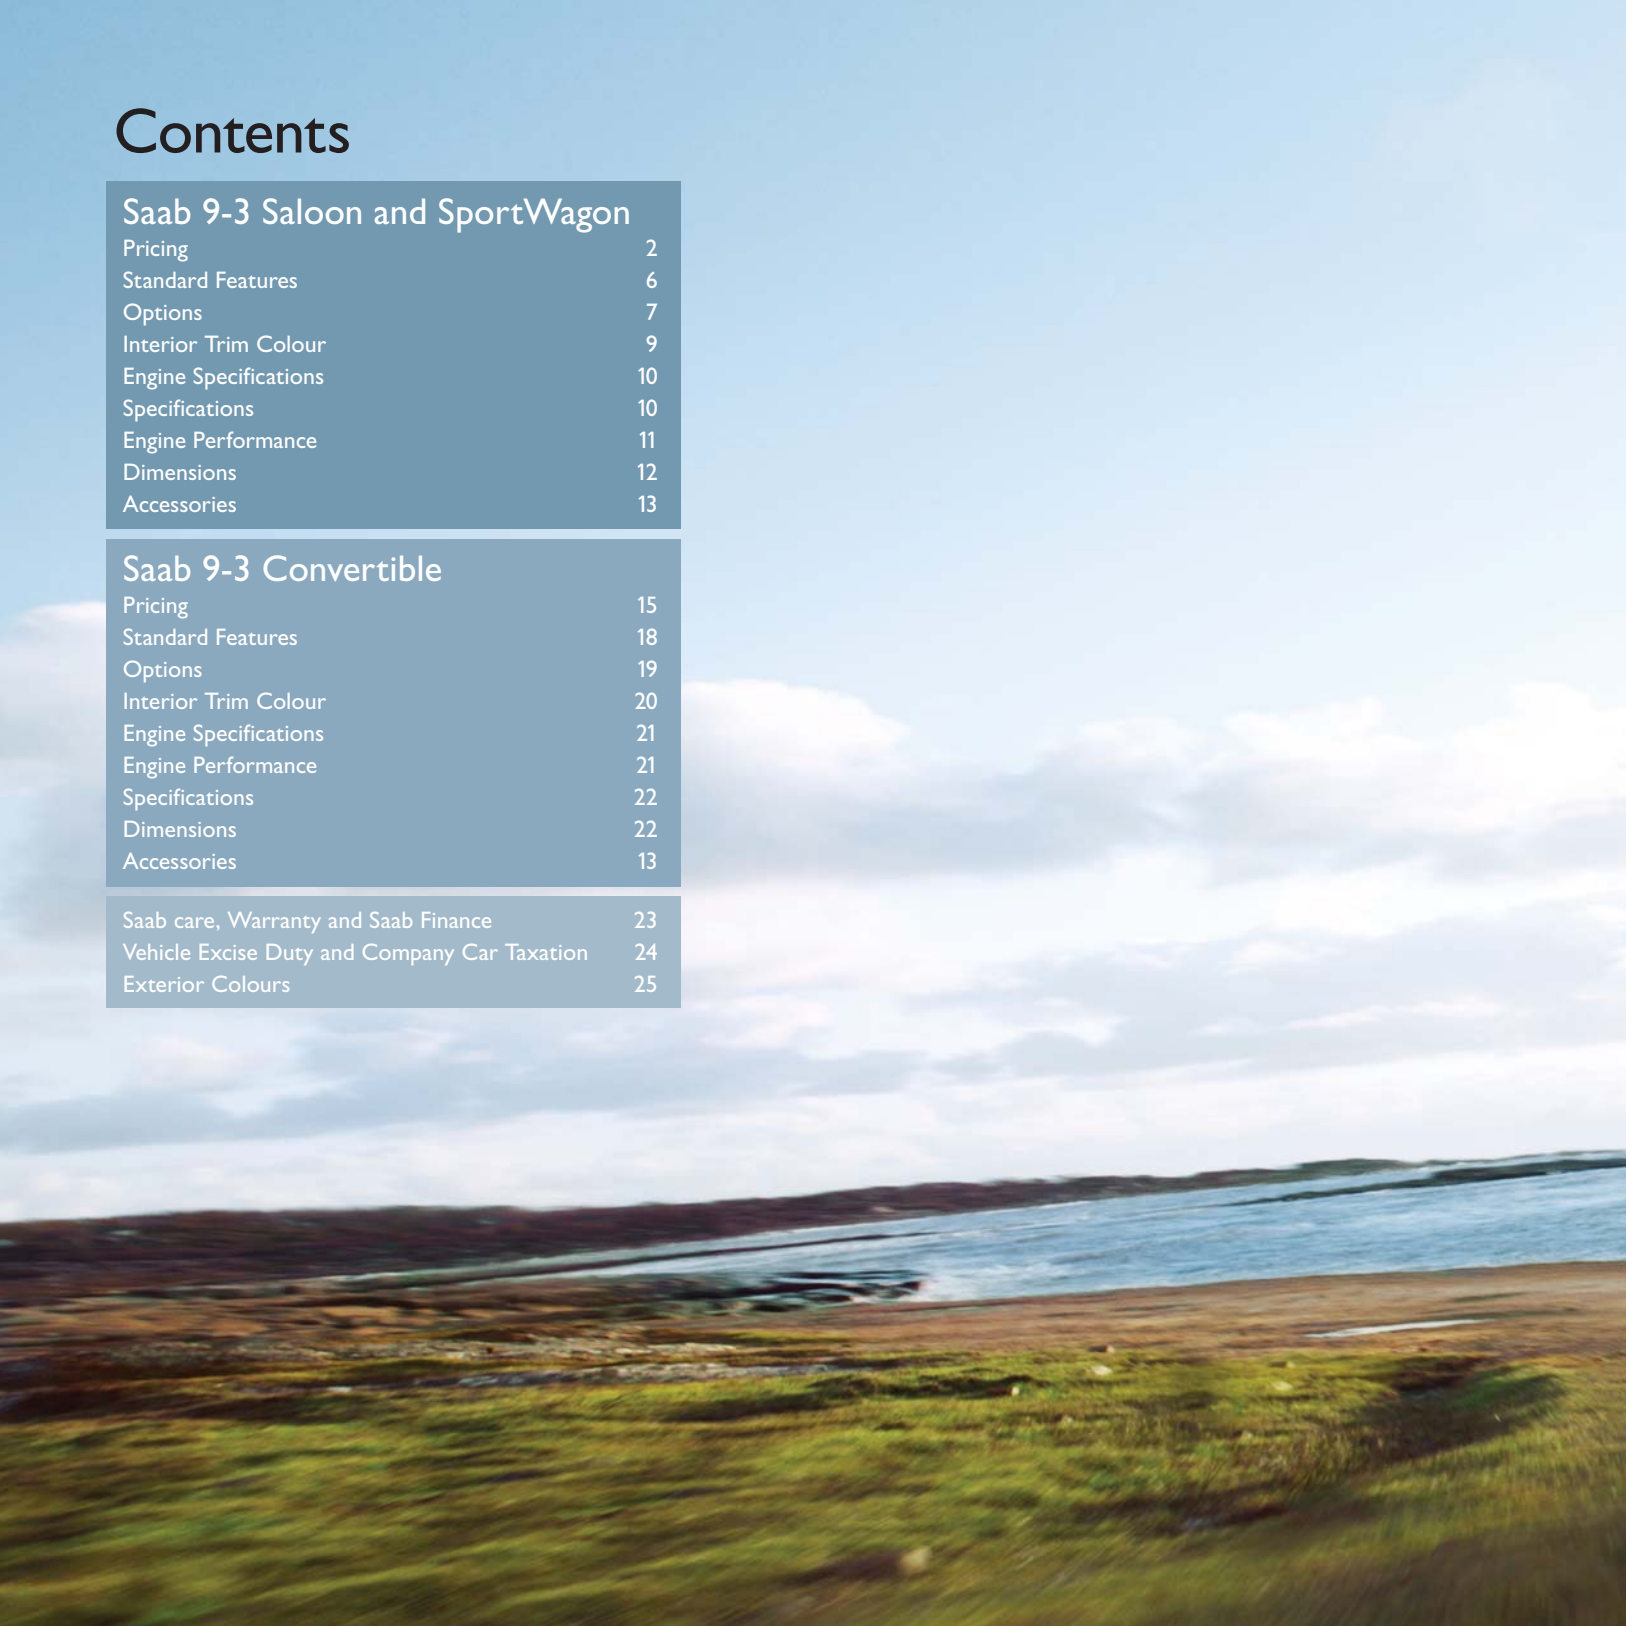 Contents
Saab 9-3 Saloon and SportWagon
Pricing 2
Standard Features 6
Options 7
Interior Trim Colour 9
Engine Specifications 10
Specifications 10
Engine Performance 11
Dimensions 12
Accessories 13
Saab 9-3 Convertible
Pricing 15
Standard Features 18
Options 19
Interior Trim Colour 20
Engine Specifications 21
Engine Performance 21
Specifications 22
Dimensions 22
Accessories 13
Saab care, Warranty and Saab Finance 23
Vehicle Excise Duty and Company Car Taxation 24
Exterior Colours 25